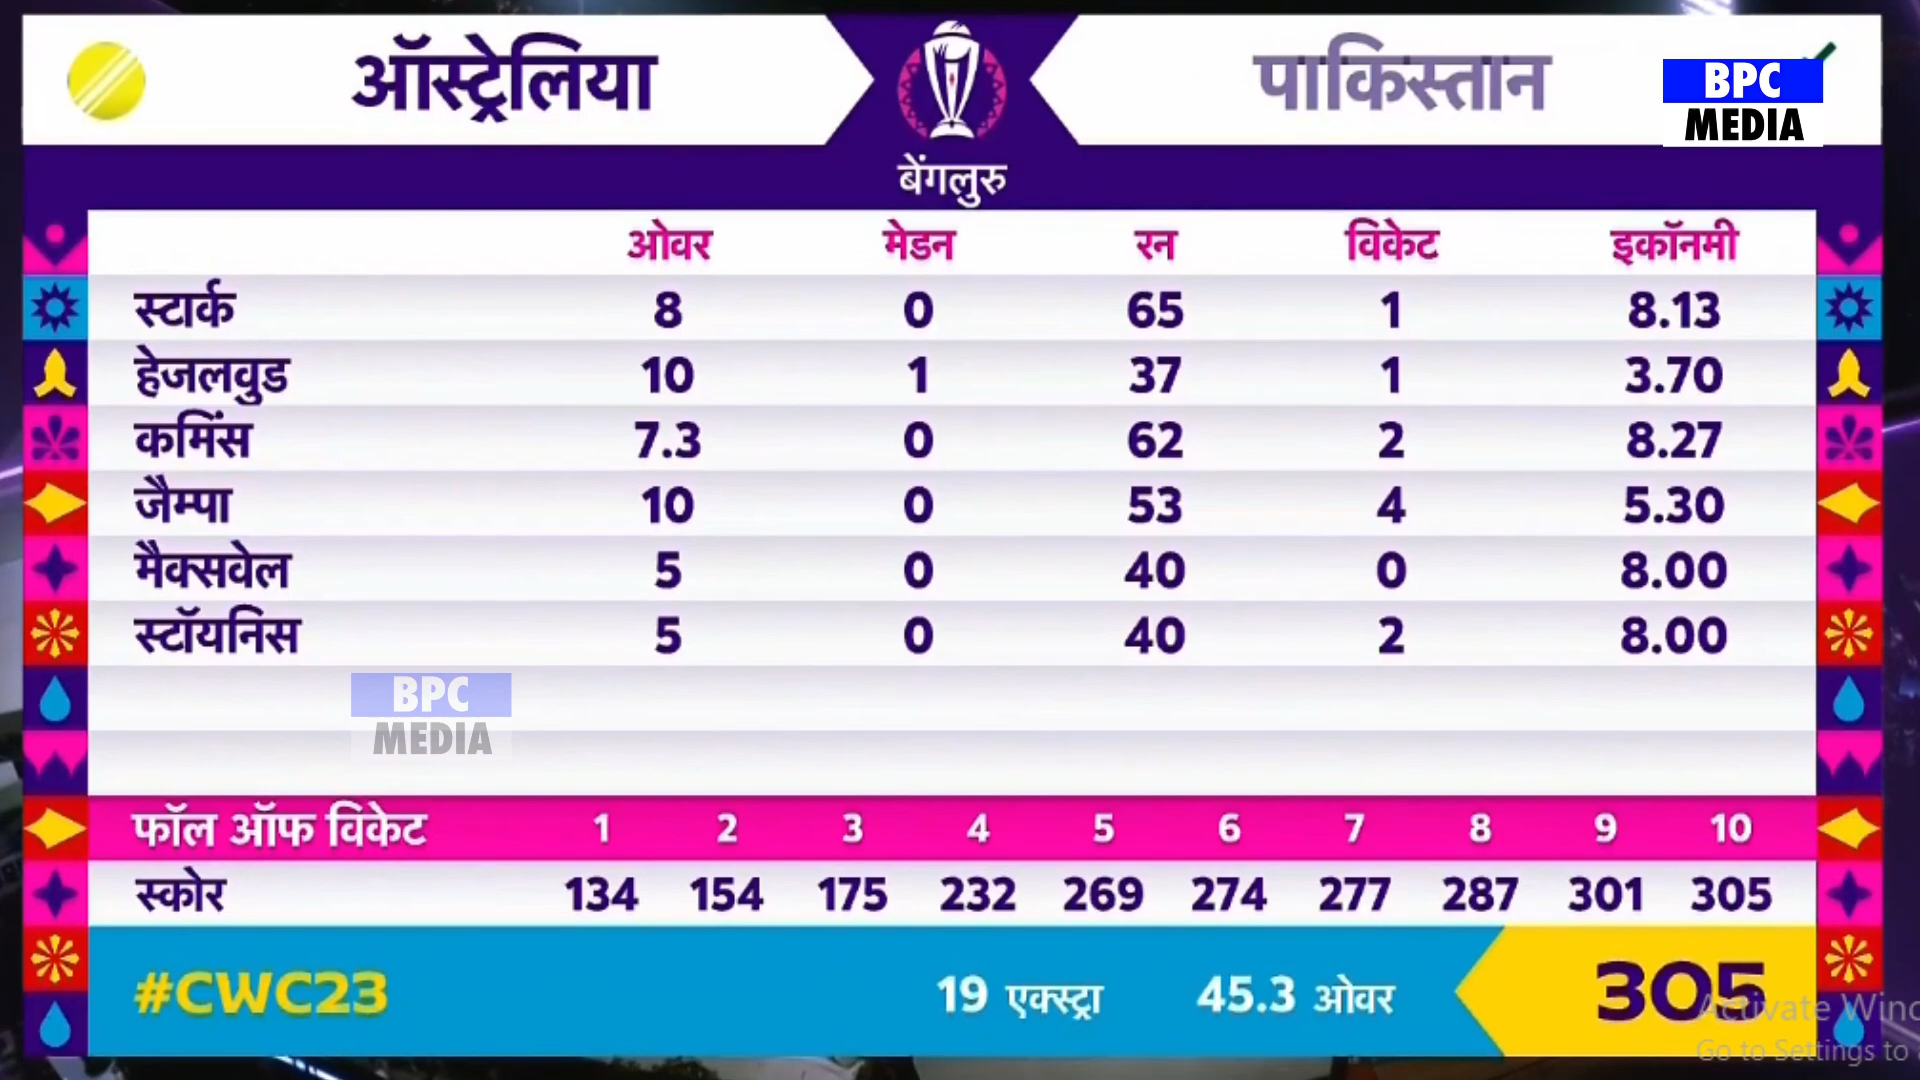 ऑस्ट्रेलिया पाकिस्तान
BPC
MEDIA
बेंगलुरु
ओवर मेडन रन विकेट इकॉनमी
स्टार्क 8 0 65 1 8.13
हेजलवुड 10 1 37 1 3.70
कमिंस 7.3 0 62 2 8.27
जैम्पा 10 0 53 4 5.30
मैक्सवेल 5 0 40 0 8.00
स्टॉयनिस 5 0 40 2 8.00
BPC
MEDIA
फॉल ऑफ विकेट 1 2 3 4 5 6 7 8 9 10
स्कोर 134 154 175 232 269 274 277 287 301 305
#CWC23 19 एक्स्ट्रा 45.3 ओवर 305
Activate Winc
Go to Settings to